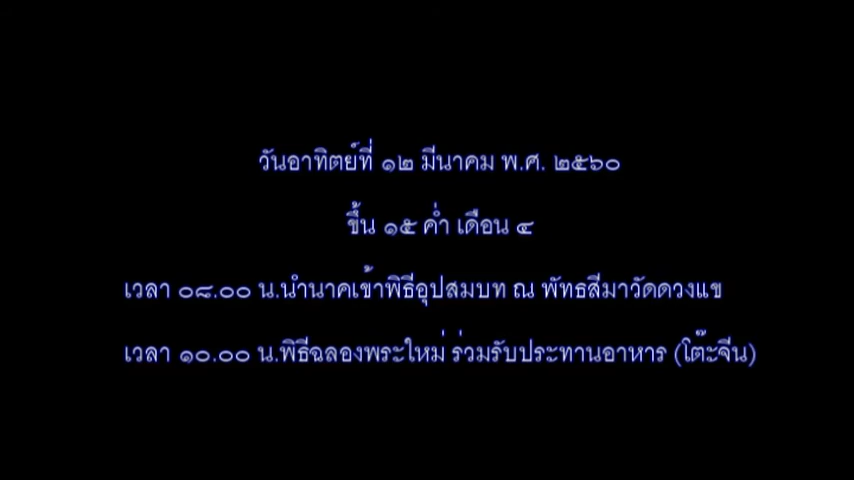 วันอาทิตย์ที่ ๑๒ มีนาคม พ.ศ. ๒๕๖๐
ขึ้น ๑๕ ค่ำ เดือน ๔
เวลา ๐๘.๐๐ น.นำนาคเข้าพิธีอุปสมบท ณ พัทธสีมาวัดดวงแข
เวลา ๑๐.๐๐ น.พิธีฉลองพระใหม่ ร่วมรับประทานอาหาร (โต๊ะจีน)